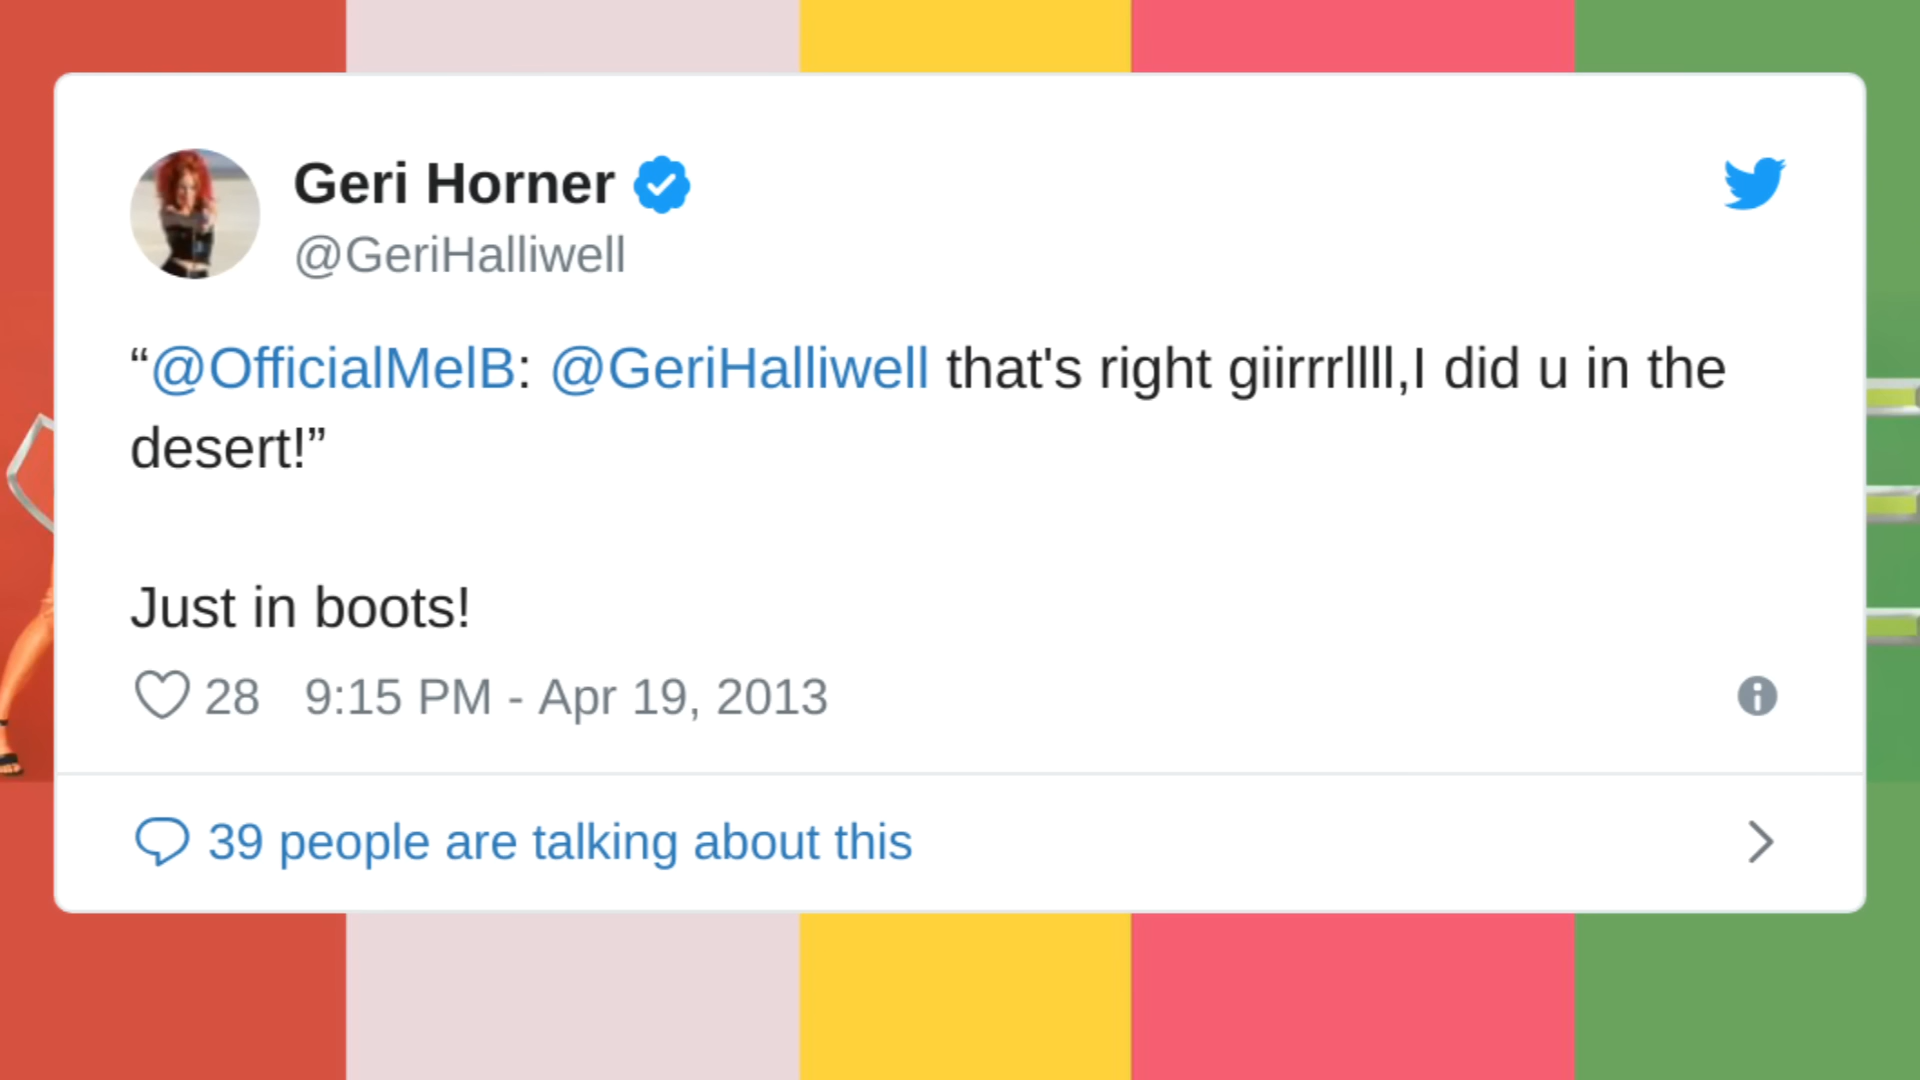 Geri Horner
@GeriHalliwell
“@OfficialMelB: @GeriHalliwell that's right giirrrllll,I did u in the
desert!”
Just in boots!
28 9:15 PM - Apr 19, 2013
39 people are talking about this